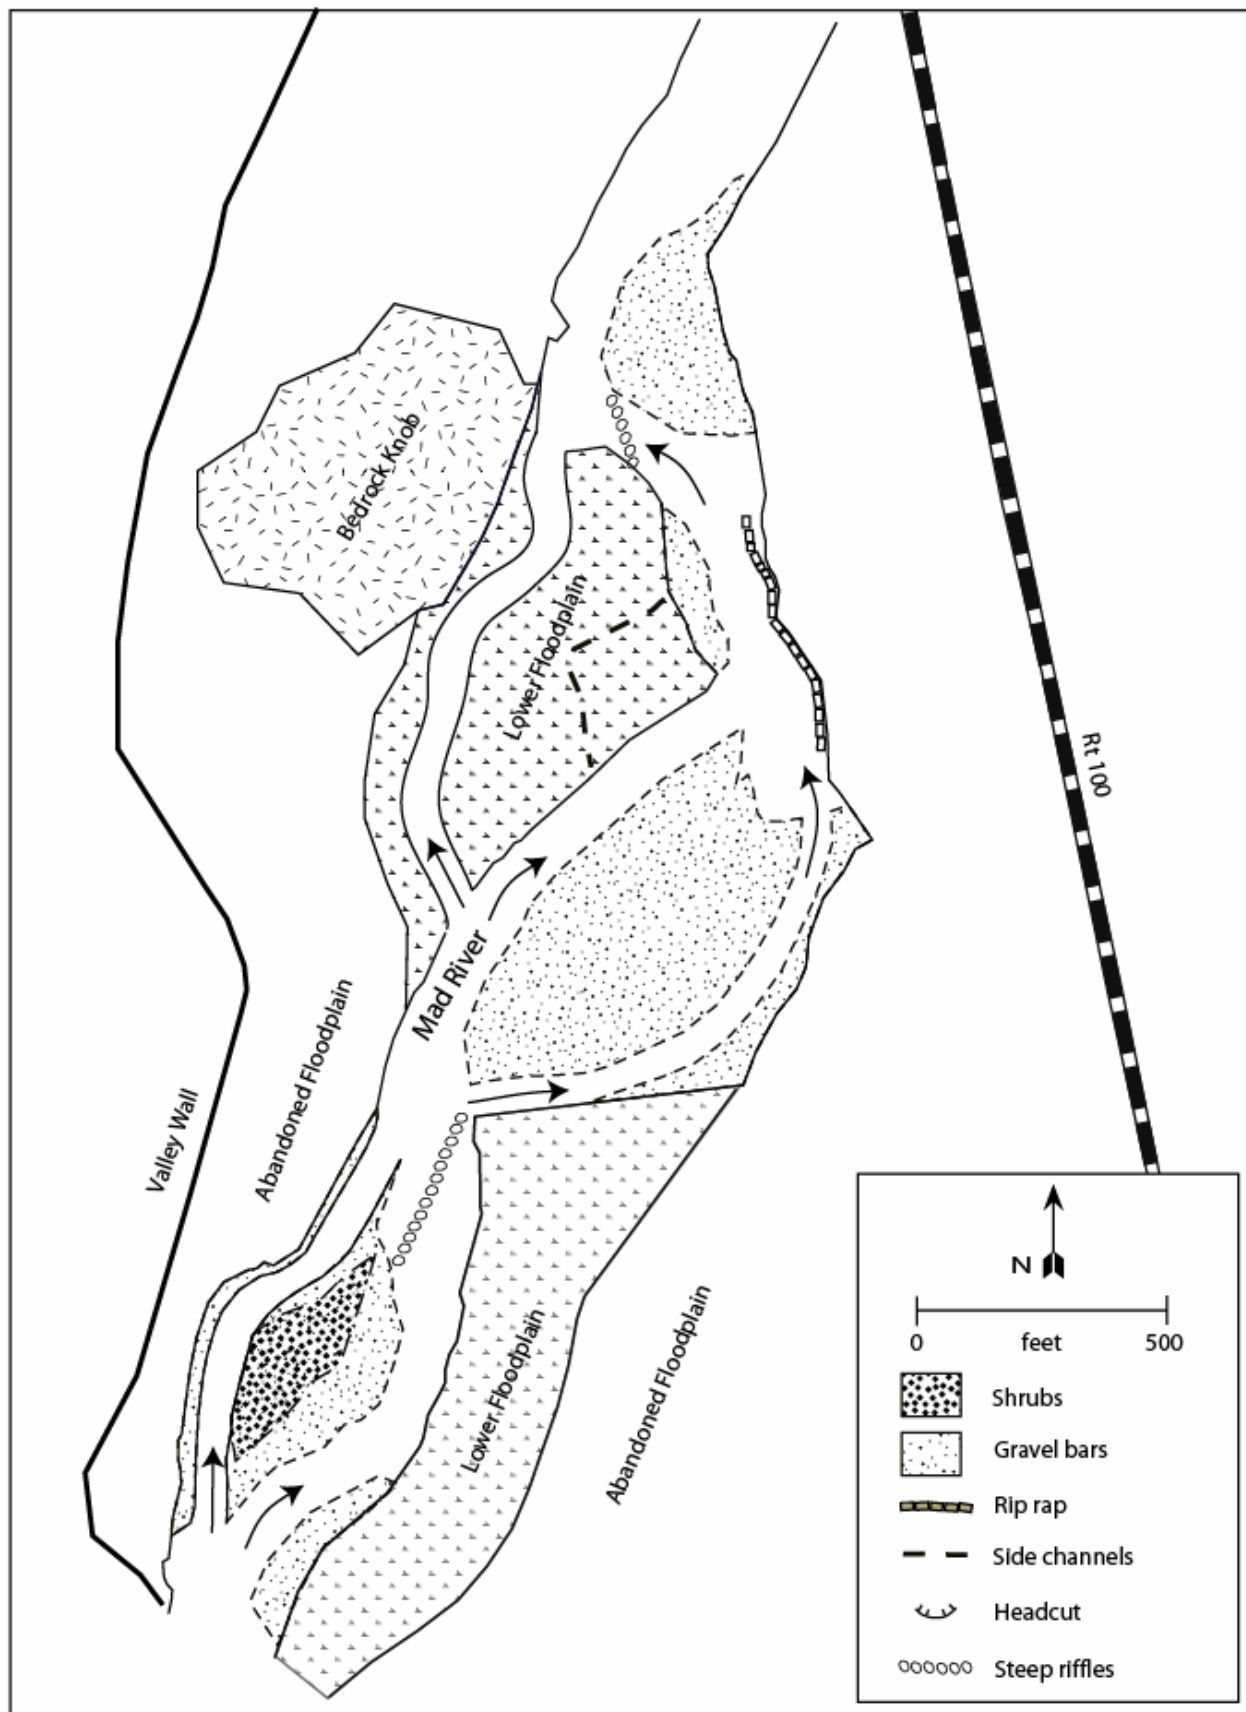 Bedrock Knob
Lower Floodplain
Rt 100
Mad River
Abandoned Floodplain
Valley Wall
Lower Floodplain
Abandoned Floodplain
N
0 feet 500
Shrubs
Gravel bars
Rip rap
Side channels
Headcut
Steep riffles